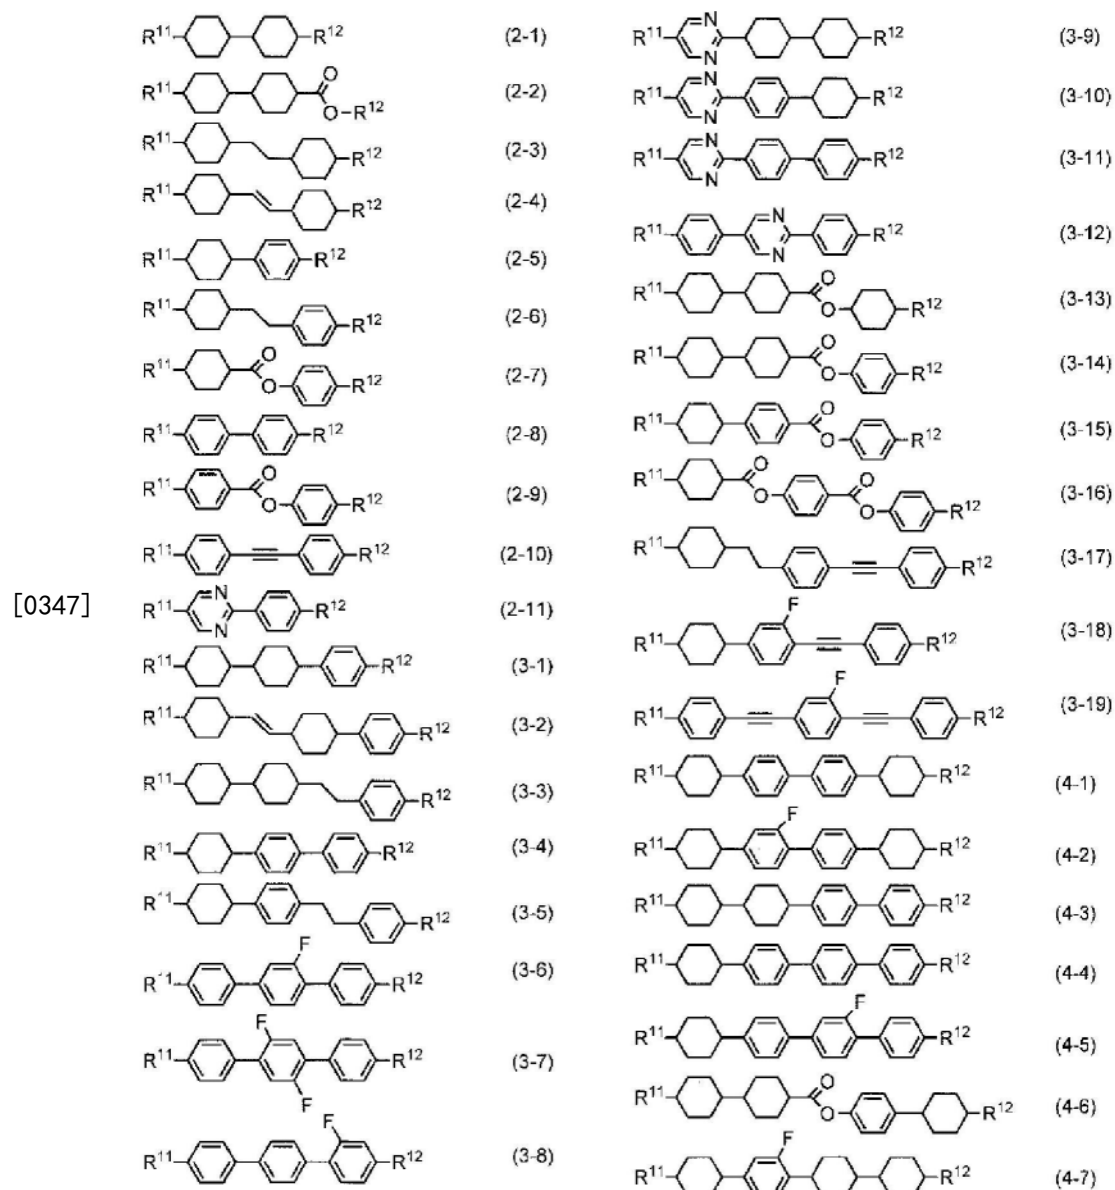 R¹¹ R¹² (2-1)
R¹¹ O O-R¹² (2-2)
R¹¹ R¹² (2-3)
R¹¹ R¹² (2-4)
R¹¹ R¹² (2-5)
R¹¹ R¹² (2-6)
R¹¹ O O R¹² (2-7)
R¹¹ R¹² (2-8)
R¹¹ O O R¹² (2-9)
R¹¹ R¹² (2-10)
[0347]
R¹¹ N N R¹² (2-11)
R¹¹ R¹² (3-1)
R¹¹ R¹² (3-2)
R¹¹ R¹² (3-3)
R¹¹ R¹² (3-4)
R¹¹ R¹² (3-5)
R¹¹ F R¹² (3-6)
R¹¹ F F R¹² (3-7)
R¹¹ F R¹² (3-8)
R¹¹ N N R¹² (3-9)
R¹¹ N N R¹² (3-10)
R¹¹ N N R¹² (3-11)
R¹¹ N N R¹² (3-12)
R¹¹ O O R¹² (3-13)
R¹¹ O O R¹² (3-14)
R¹¹ O O R¹² (3-15)
R¹¹ O O O O R¹² (3-16)
R¹¹ R¹² (3-17)
R¹¹ F R¹² (3-18)
R¹¹ F R¹² (3-19)
R¹¹ R¹² (4-1)
R¹¹ F R¹² (4-2)
R¹¹ R¹² (4-3)
R¹¹ R¹² (4-4)
R¹¹ F R¹² (4-5)
R¹¹ O O R¹² (4-6)
R¹¹ F R¹² (4-7)